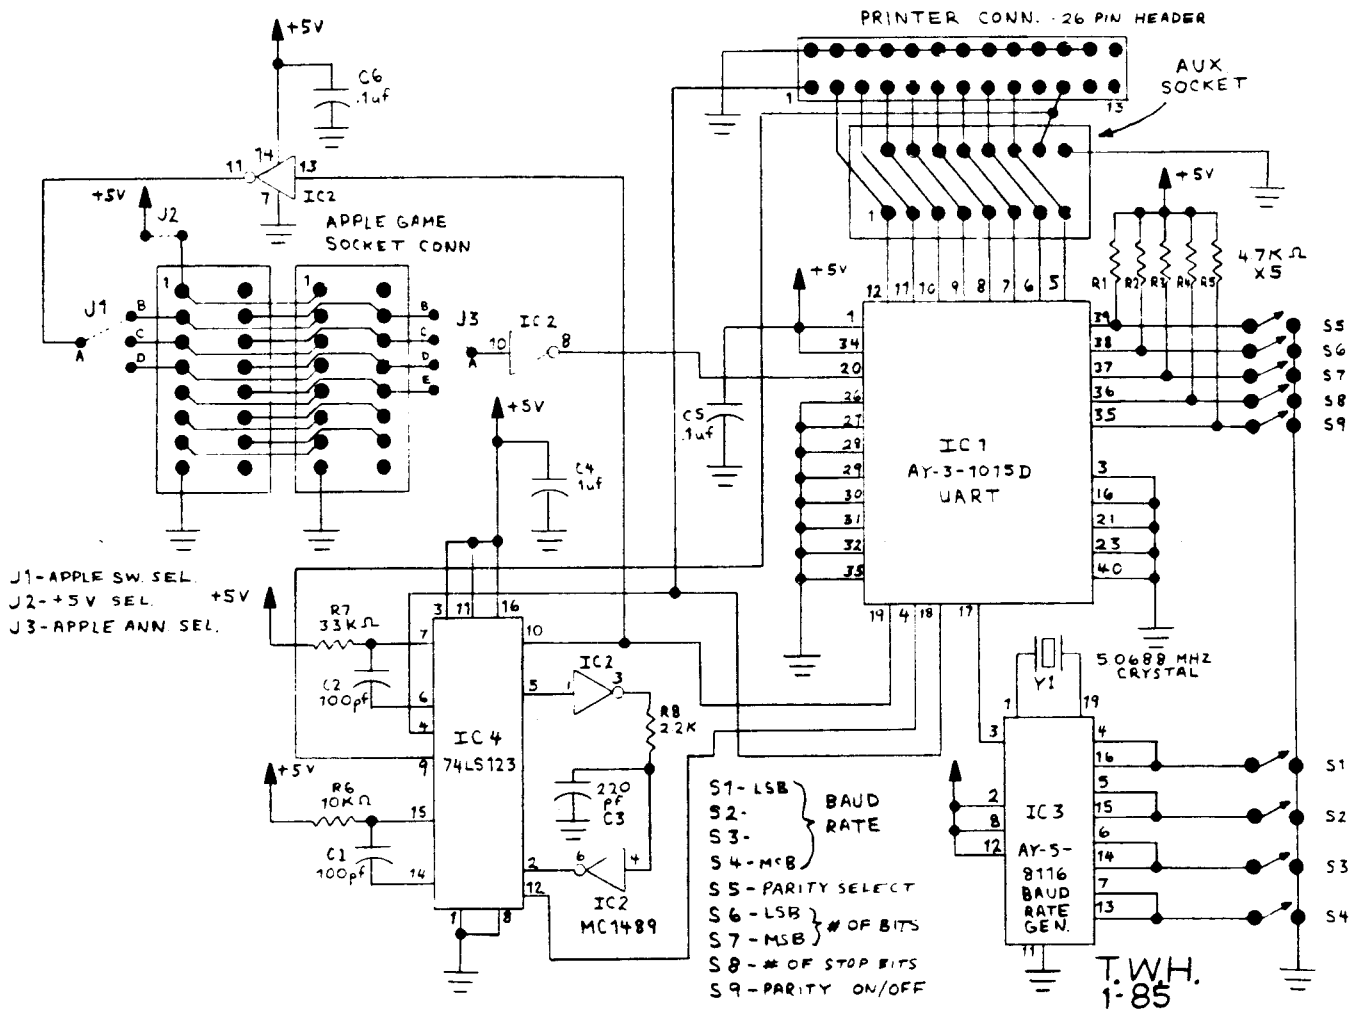 PRINTER CONN. - 26 PIN HEADER
+5V
C6
.1uf
1
13
AUX.
SOCKET
11
14
13
7
IC2
+5V
J2
APPLE GAME
SOCKET CONN
1
1
1
+5V
+5V
4.7K Ω
X5
R1
R2
R3
R4
R5
J1
A
B
C
D
B
C
D
E
J3
A
IC2
10
8
12
11
10
9
8
7
6
5
1
34
20
26
27
28
29
30
31
32
35
39
38
37
36
35
3
16
21
23
40
19
4
18
17
IC1
AY-3-1015D
UART
S5
S6
S7
S8
S9
C5
.1uf
+5V
C4
.1uf
J1-APPLE SW. SEL.
J2-+5V SEL.
J3-APPLE ANN. SEL.
+5V
R7
33KΩ
C2
100pf
3
11
16
7
6
4
9
15
14
10
5
2
12
1
8
IC4
74LS123
+5V
R6
10KΩ
C1
100pf
IC2
1
3
R8
2.2K
220
pf
C3
6
4
IC2
MC1489
5.0688 MHZ
CRYSTAL
Y1
1
19
3
2
8
12
4
16
5
15
6
14
7
13
11
IC3
AY-5-
8116
BAUD
RATE
GEN.
S1
S2
S3
S4
S1-LSB
S2-
S3-
S4-MCB
BAUD
RATE
S5-PARITY SELECT
S6-LSB
S7-MSB
# OF BITS
S8-# OF STOP BITS
S9-PARITY ON/OFF
T.W.H.
1-85